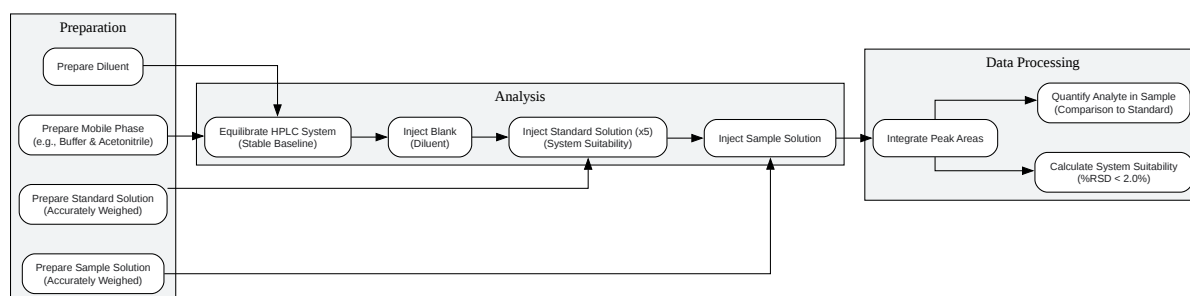 Preparation
Prepare Diluent
Prepare Mobile Phase
(e.g., Buffer & Acetonitrile)
Prepare Standard Solution
(Accurately Weighed)
Prepare Sample Solution
(Accurately Weighed)
Analysis
Equilibrate HPLC System
(Stable Baseline)
Inject Blank
(Diluent)
Inject Standard Solution (x5)
(System Suitability)
Inject Sample Solution
Data Processing
Integrate Peak Areas
Quantify Analyte in Sample
(Comparison to Standard)
Calculate System Suitability
(%RSD < 2.0%)